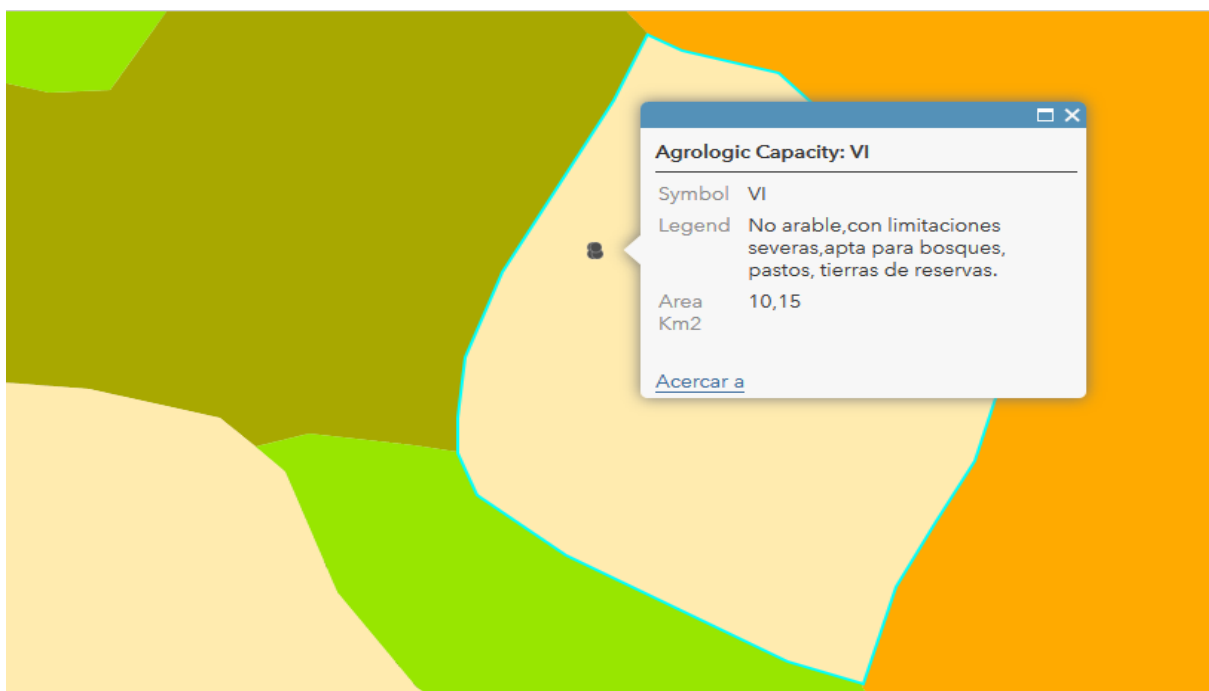 Agrologic Capacity: VI
Symbol VI
Legend No arable,con limitaciones
severas,apta para bosques,
pastos, tierras de reservas.
Area 10,15
Km2
Acercar a